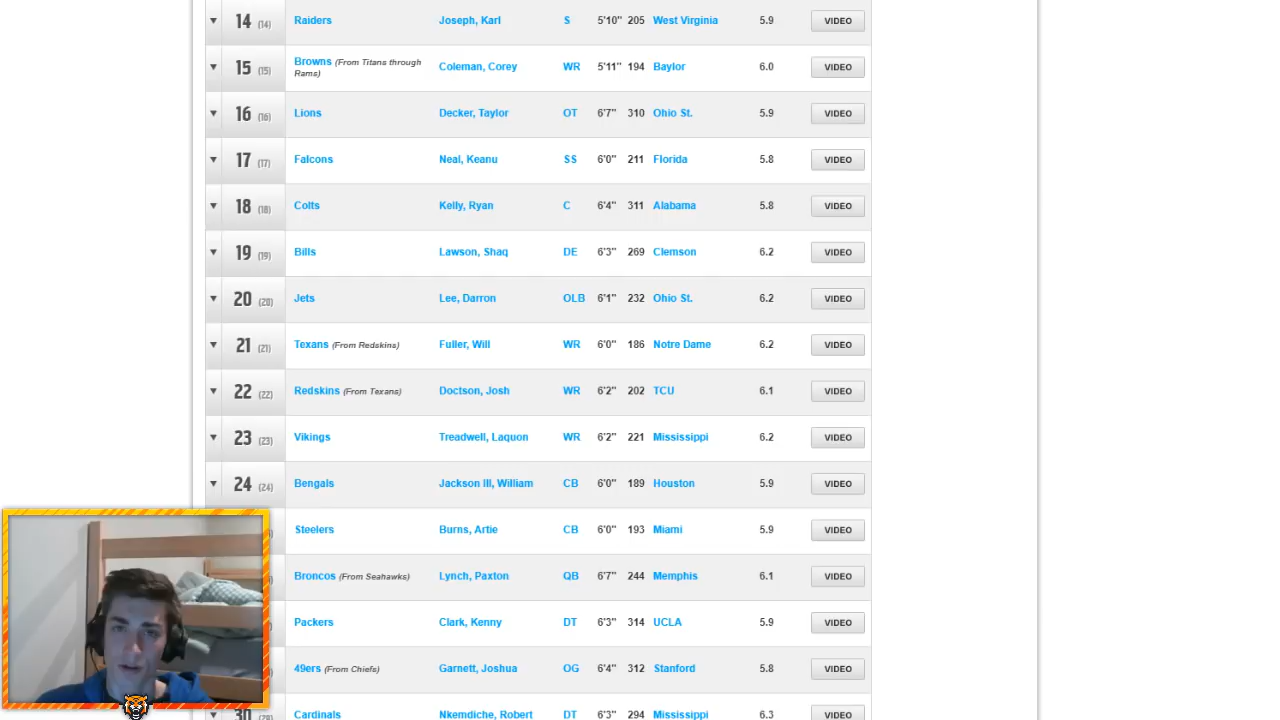 14 (14) Raiders Joseph, Karl S 5'10" 205 West Virginia 5.9 VIDEO
15 (15) Browns (From Titans through Rams) Coleman, Corey WR 5'11" 194 Baylor 6.0 VIDEO
16 (16) Lions Decker, Taylor OT 6'7" 310 Ohio St. 5.9 VIDEO
17 (17) Falcons Neal, Keanu SS 6'0" 211 Florida 5.8 VIDEO
18 (18) Colts Kelly, Ryan C 6'4" 311 Alabama 5.8 VIDEO
19 (19) Bills Lawson, Shaq DE 6'3" 269 Clemson 6.2 VIDEO
20 (20) Jets Lee, Darron OLB 6'1" 232 Ohio St. 6.2 VIDEO
21 (21) Texans (From Redskins) Fuller, Will WR 6'0" 186 Notre Dame 6.2 VIDEO
22 (22) Redskins (From Texans) Doctson, Josh WR 6'2" 202 TCU 6.1 VIDEO
23 (23) Vikings Treadwell, Laquon WR 6'2" 221 Mississippi 6.2 VIDEO
24 (24) Bengals Jackson III, William CB 6'0" 189 Houston 5.9 VIDEO
Steelers Burns, Artie CB 6'0" 193 Miami 5.9 VIDEO
Broncos (From Seahawks) Lynch, Paxton QB 6'7" 244 Memphis 6.1 VIDEO
Packers Clark, Kenny DT 6'3" 314 UCLA 5.9 VIDEO
49ers (From Chiefs) Garnett, Joshua OG 6'4" 312 Stanford 5.8 VIDEO
Cardinals Nkemdiche, Robert DT 6'3" 294 Mississippi 6.3 VIDEO